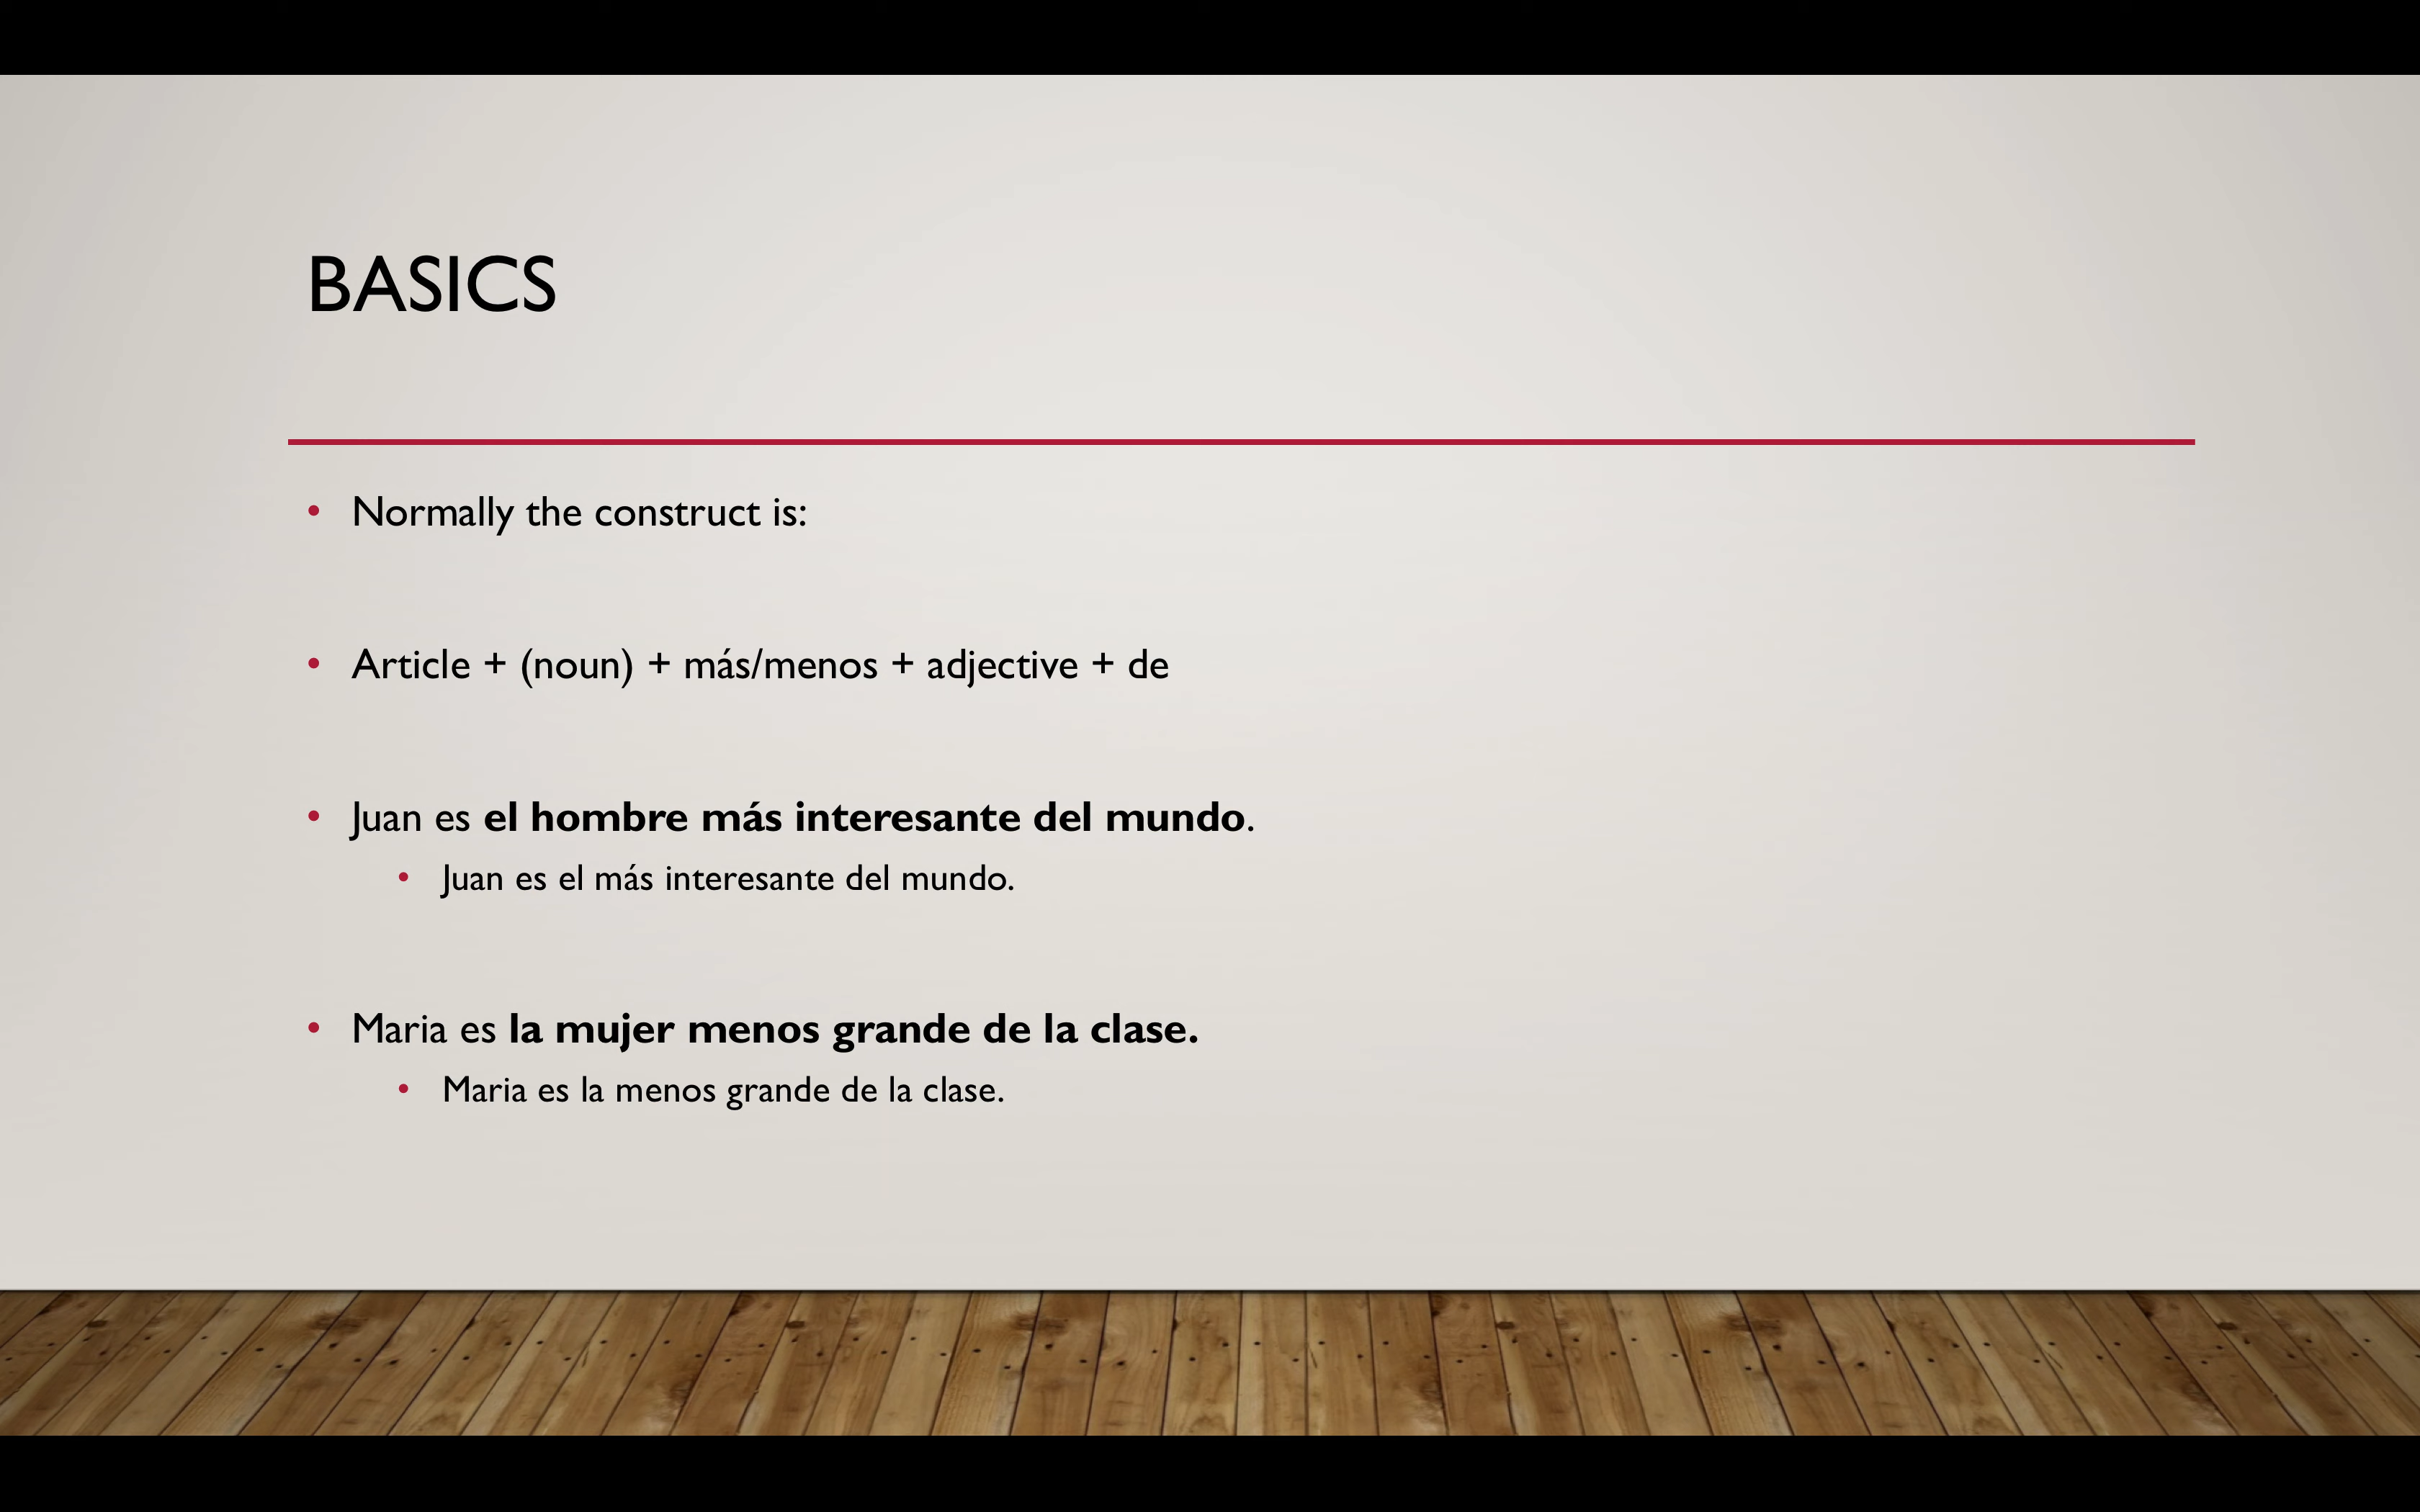 BASICS
• Normally the construct is:
• Article + (noun) + más/menos + adjective + de
• Juan es el hombre más interesante del mundo.
• Juan es el más interesante del mundo.
• Maria es la mujer menos grande de la clase.
• Maria es la menos grande de la clase.